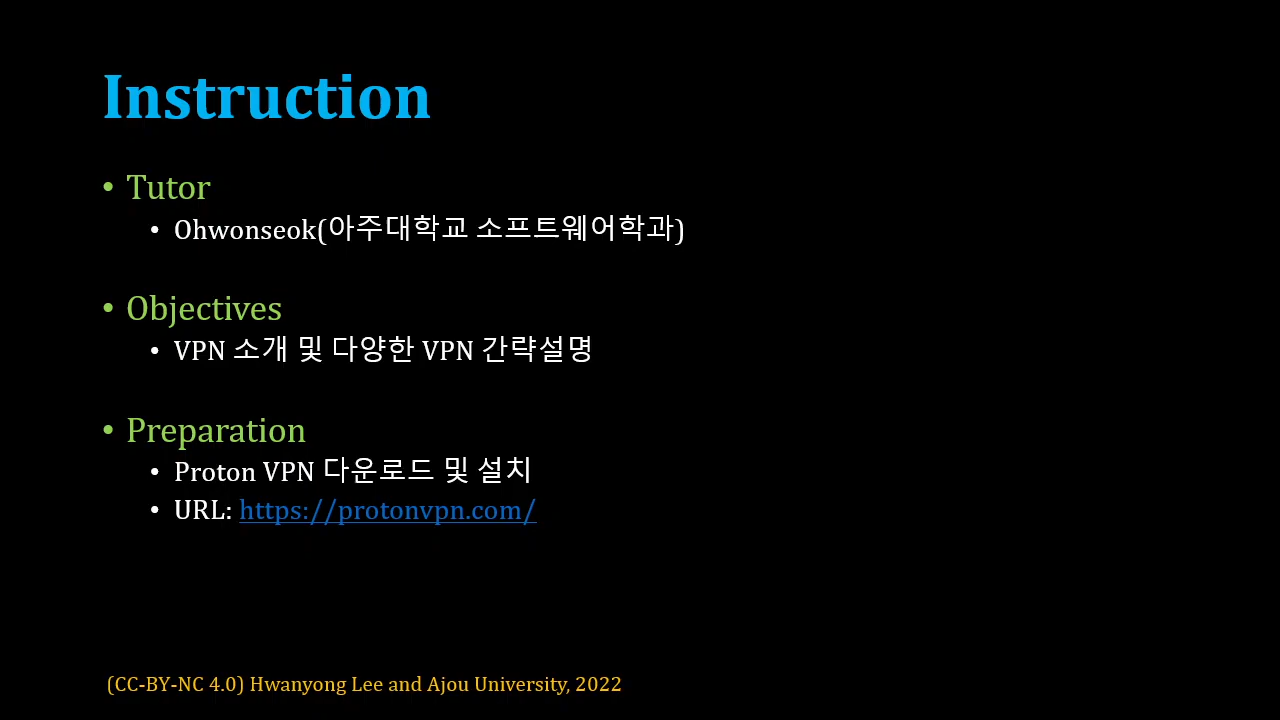 Instruction
• Tutor
• Ohwonseok(아주대학교 소프트웨어학과)
• Objectives
• VPN 소개 및 다양한 VPN 간략설명
• Preparation
• Proton VPN 다운로드 및 설치
• URL: https://protonvpn.com/
(CC-BY-NC 4.0) Hwanyong Lee and Ajou University, 2022